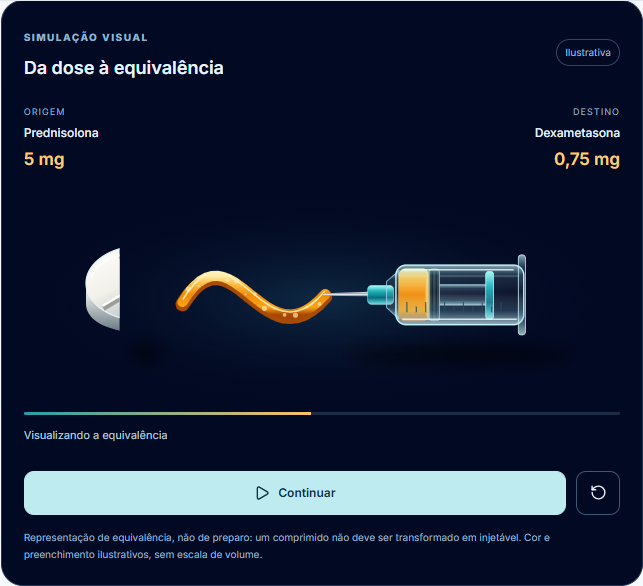 SIMULAÇÃO VISUAL
Da dose à equivalência
Ilustrativa
ORIGEM
Prednisolona
5 mg
DESTINO
Dexametasona
0,75 mg
Visualizando a equivalência
Continuar
Representação de equivalência, não de preparo: um comprimido não deve ser transformado em injetável. Cor e
preenchimento ilustrativos, sem escala de volume.